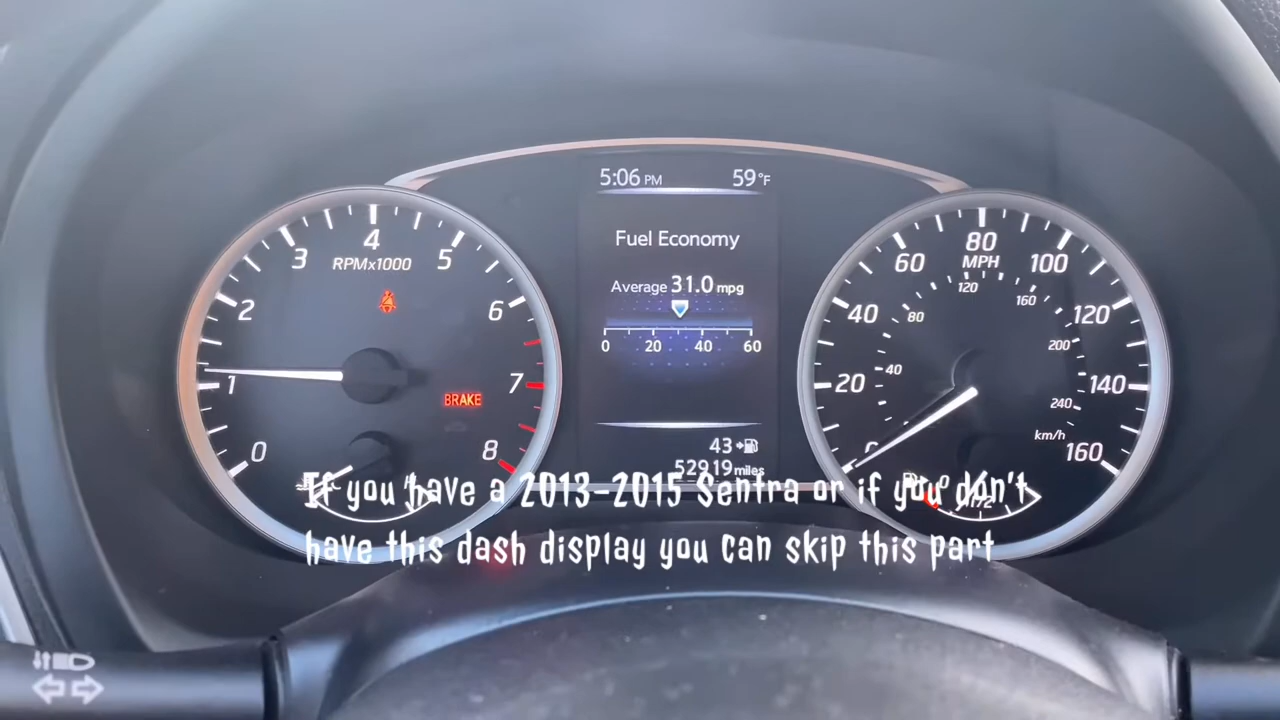 5:06 PM 59°F
Fuel Economy
Average 31.0 mpg
0 20 40 60
43
52919 miles
0 1 2 3 4 5 6 7 8
RPMx1000
BRAKE
20 40 60 80 100 120 140 160
MPH
40 80 120 160 200 240
km/h
If you have a 2013-2015 Sentra or if you don't
have this dash display you can skip this part